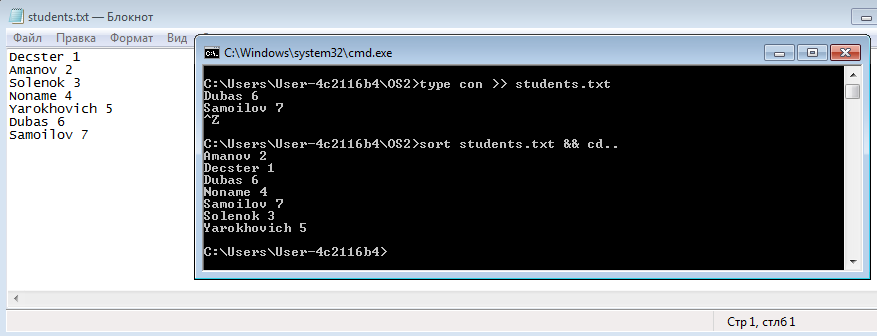 students.txt — Блокнот
Файл Правка Формат Вид
Decster 1
Amanov 2
Solenok 3
Noname 4
Yarokhovich 5
Dubas 6
Samoilov 7
C:\Windows\system32\cmd.exe
C:\Users\User-4c2116b4\OS2>type con >> students.txt
Dubas 6
Samoilov 7
^Z
C:\Users\User-4c2116b4\OS2>sort students.txt && cd..
Amanov 2
Decster 1
Dubas 6
Noname 4
Samoilov 7
Solenok 3
Yarokhovich 5
C:\Users\User-4c2116b4>
Стр 1, стлб 1